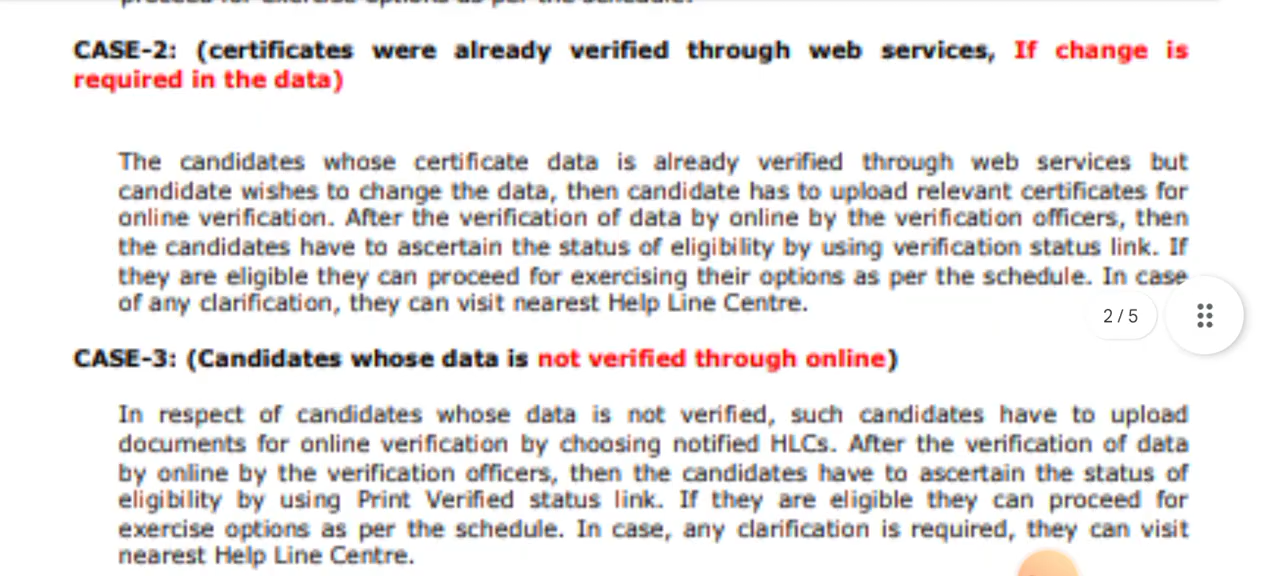 CASE-2: (certificates were already verified through web services, If change is
required in the data)
The candidates whose certificate data is already verified through web services but
candidate wishes to change the data, then candidate has to upload relevant certificates for
online verification. After the verification of data by online by the verification officers, then
the candidates have to ascertain the status of eligibility by using verification status link. If
they are eligible they can proceed for exercising their options as per the schedule. In case
of any clarification, they can visit nearest Help Line Centre.
2 / 5
CASE-3: (Candidates whose data is not verified through online)
In respect of candidates whose data is not verified, such candidates have to upload
documents for online verification by choosing notified HLCs. After the verification of data
by online by the verification officers, then the candidates have to ascertain the status of
eligibility by using Print Verified status link. If they are eligible they can proceed for
exercise options as per the schedule. In case, any clarification is required, they can visit
nearest Help Line Centre.